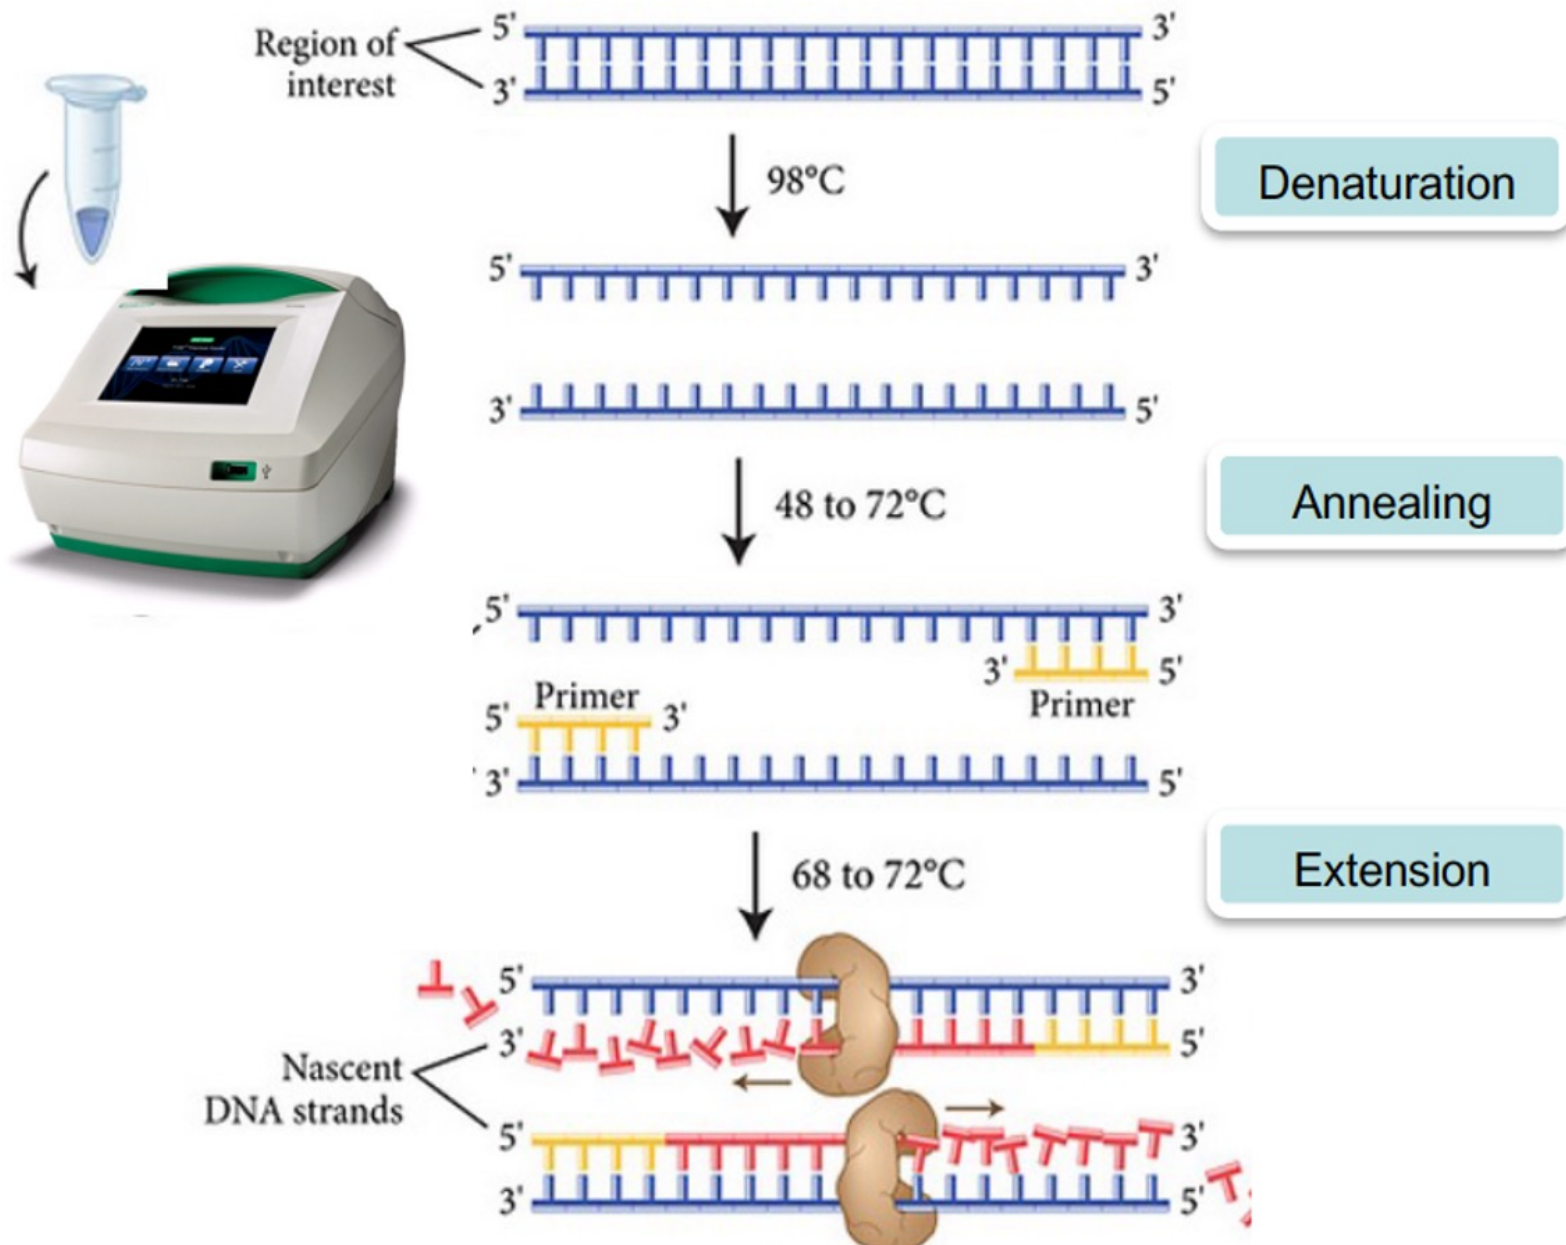 Region of
interest
5'
3'
3'
5'
98°C
Denaturation
5'
3'
3'
5'
48 to 72°C
Annealing
5'
3'
3'
5'
Primer
Primer
5'
3'
3'
5'
68 to 72°C
Extension
5'
3'
3'
5'
Nascent
DNA strands
5'
3'
3'
5'